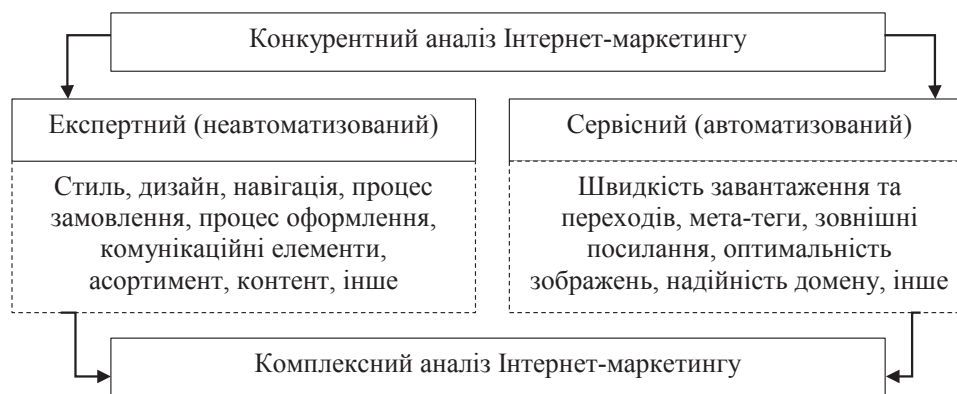 Конкурентний аналіз Інтернет-маркетингу
Експертний (неавтоматизований)
Стиль, дизайн, навігація, процес
замовлення, процес оформлення,
комунікаційні елементи,
асортимент, контент, інше
Сервісний (автоматизований)
Швидкість завантаження та
переходів, мета-теги, зовнішні
посилання, оптимальність
зображень, надійність домену, інше
Комплексний аналіз Інтернет-маркетингу